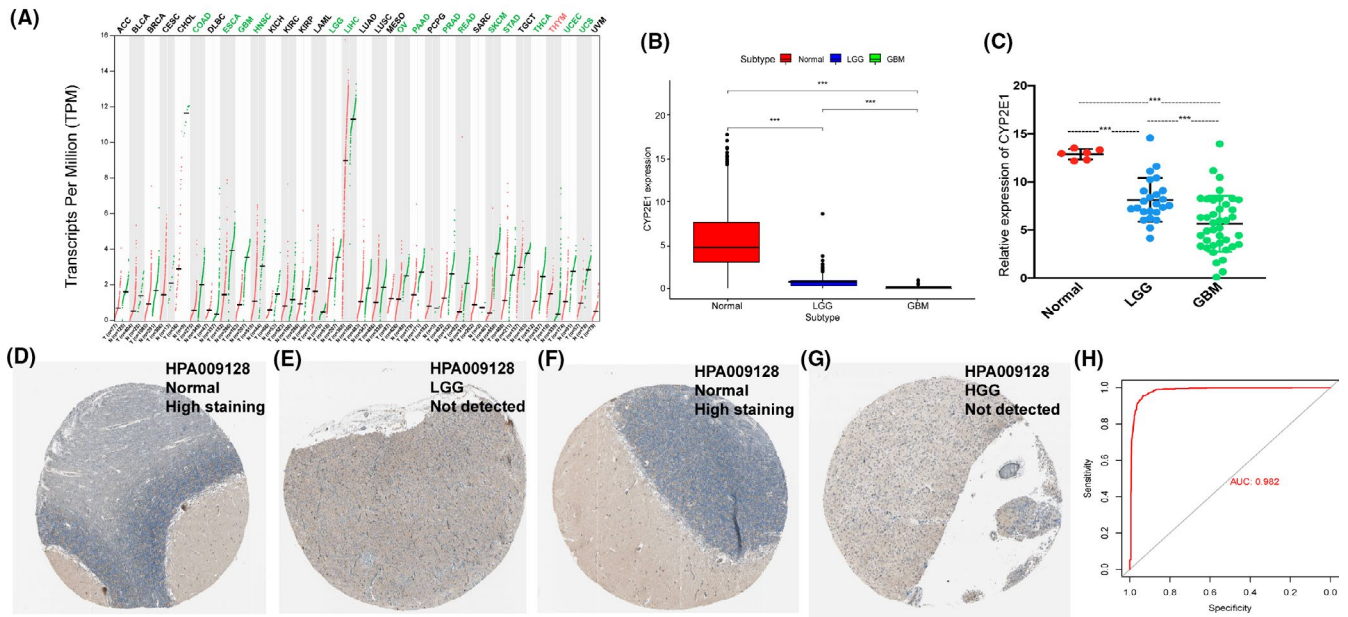 (A)
ACC BLCA BRCA CESC CHOL COAD DLBC ESCA GBM HNSC KICH KIRC KIRP LAML LGG LIHC LUAD LUSC MESO OV PAAD PCPG PRAD READ SARC SKCM STAD TGCT THCA THYM UCEC UCS UVM
Transcripts Per Million (TPM)
16
14
12
10
8
6
4
2
0
(B)
Subtype Normal LGG GBM
***
***
***
CYP2E1 expression
20
15
10
5
0
Normal LGG GBM
Subtype
(C)
Relative expression of CYP2E1
20
15
10
5
0
***
***
***
Normal LGG GBM
(D)
HPA009128
Normal
High staining
(E)
HPA009128
LGG
Not detected
(F)
HPA009128
Normal
High staining
(G)
HPA009128
HGG
Not detected
(H)
Sensitivity
1.0
0.8
0.6
0.4
0.2
0.0
AUC: 0.982
1.0 0.8 0.6 0.4 0.2 0.0
Specificity